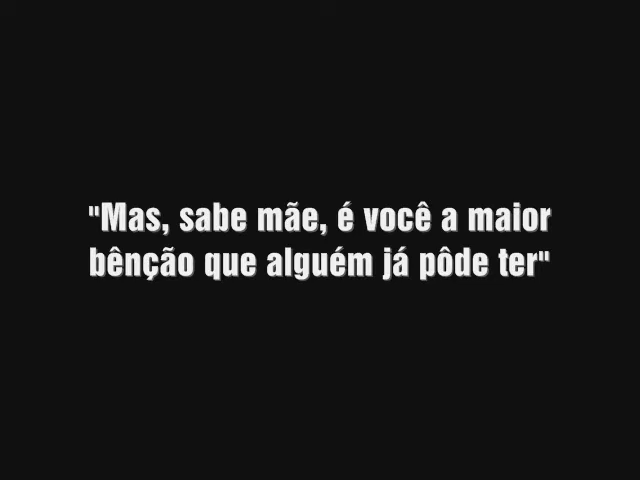 "Mas, sabe mãe, é você a maior
bênção que alguém já pôde ter"